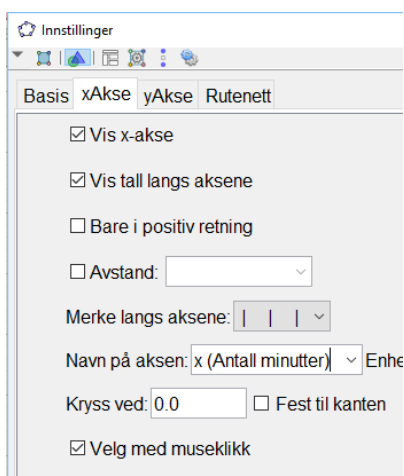 Innstillinger
Basis xAkse yAkse Rutenett
Vis x-akse
Vis tall langs aksene
Bare i positiv retning
Avstand:
Merke langs aksene: | | |
Navn på aksen: x (Antall minutter) Enhe
Kryss ved: 0.0 Fest til kanten
Velg med museklikk